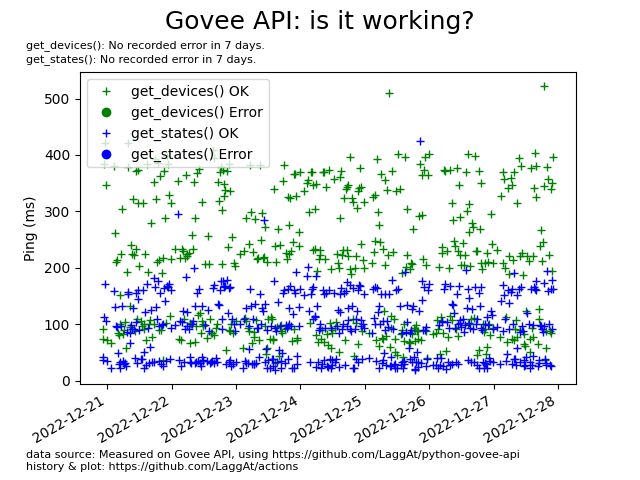 Govee API: is it working?
get_devices(): No recorded error in 7 days.
get_states(): No recorded error in 7 days.
get_devices() OK
get_devices() Error
get_states() OK
get_states() Error
Ping (ms)
500
400
300
200
100
0
2022-12-21
2022-12-22
2022-12-23
2022-12-24
2022-12-25
2022-12-26
2022-12-27
2022-12-28
data source: Measured on Govee API, using https://github.com/LaggAt/python-govee-api
history & plot: https://github.com/LaggAt/actions